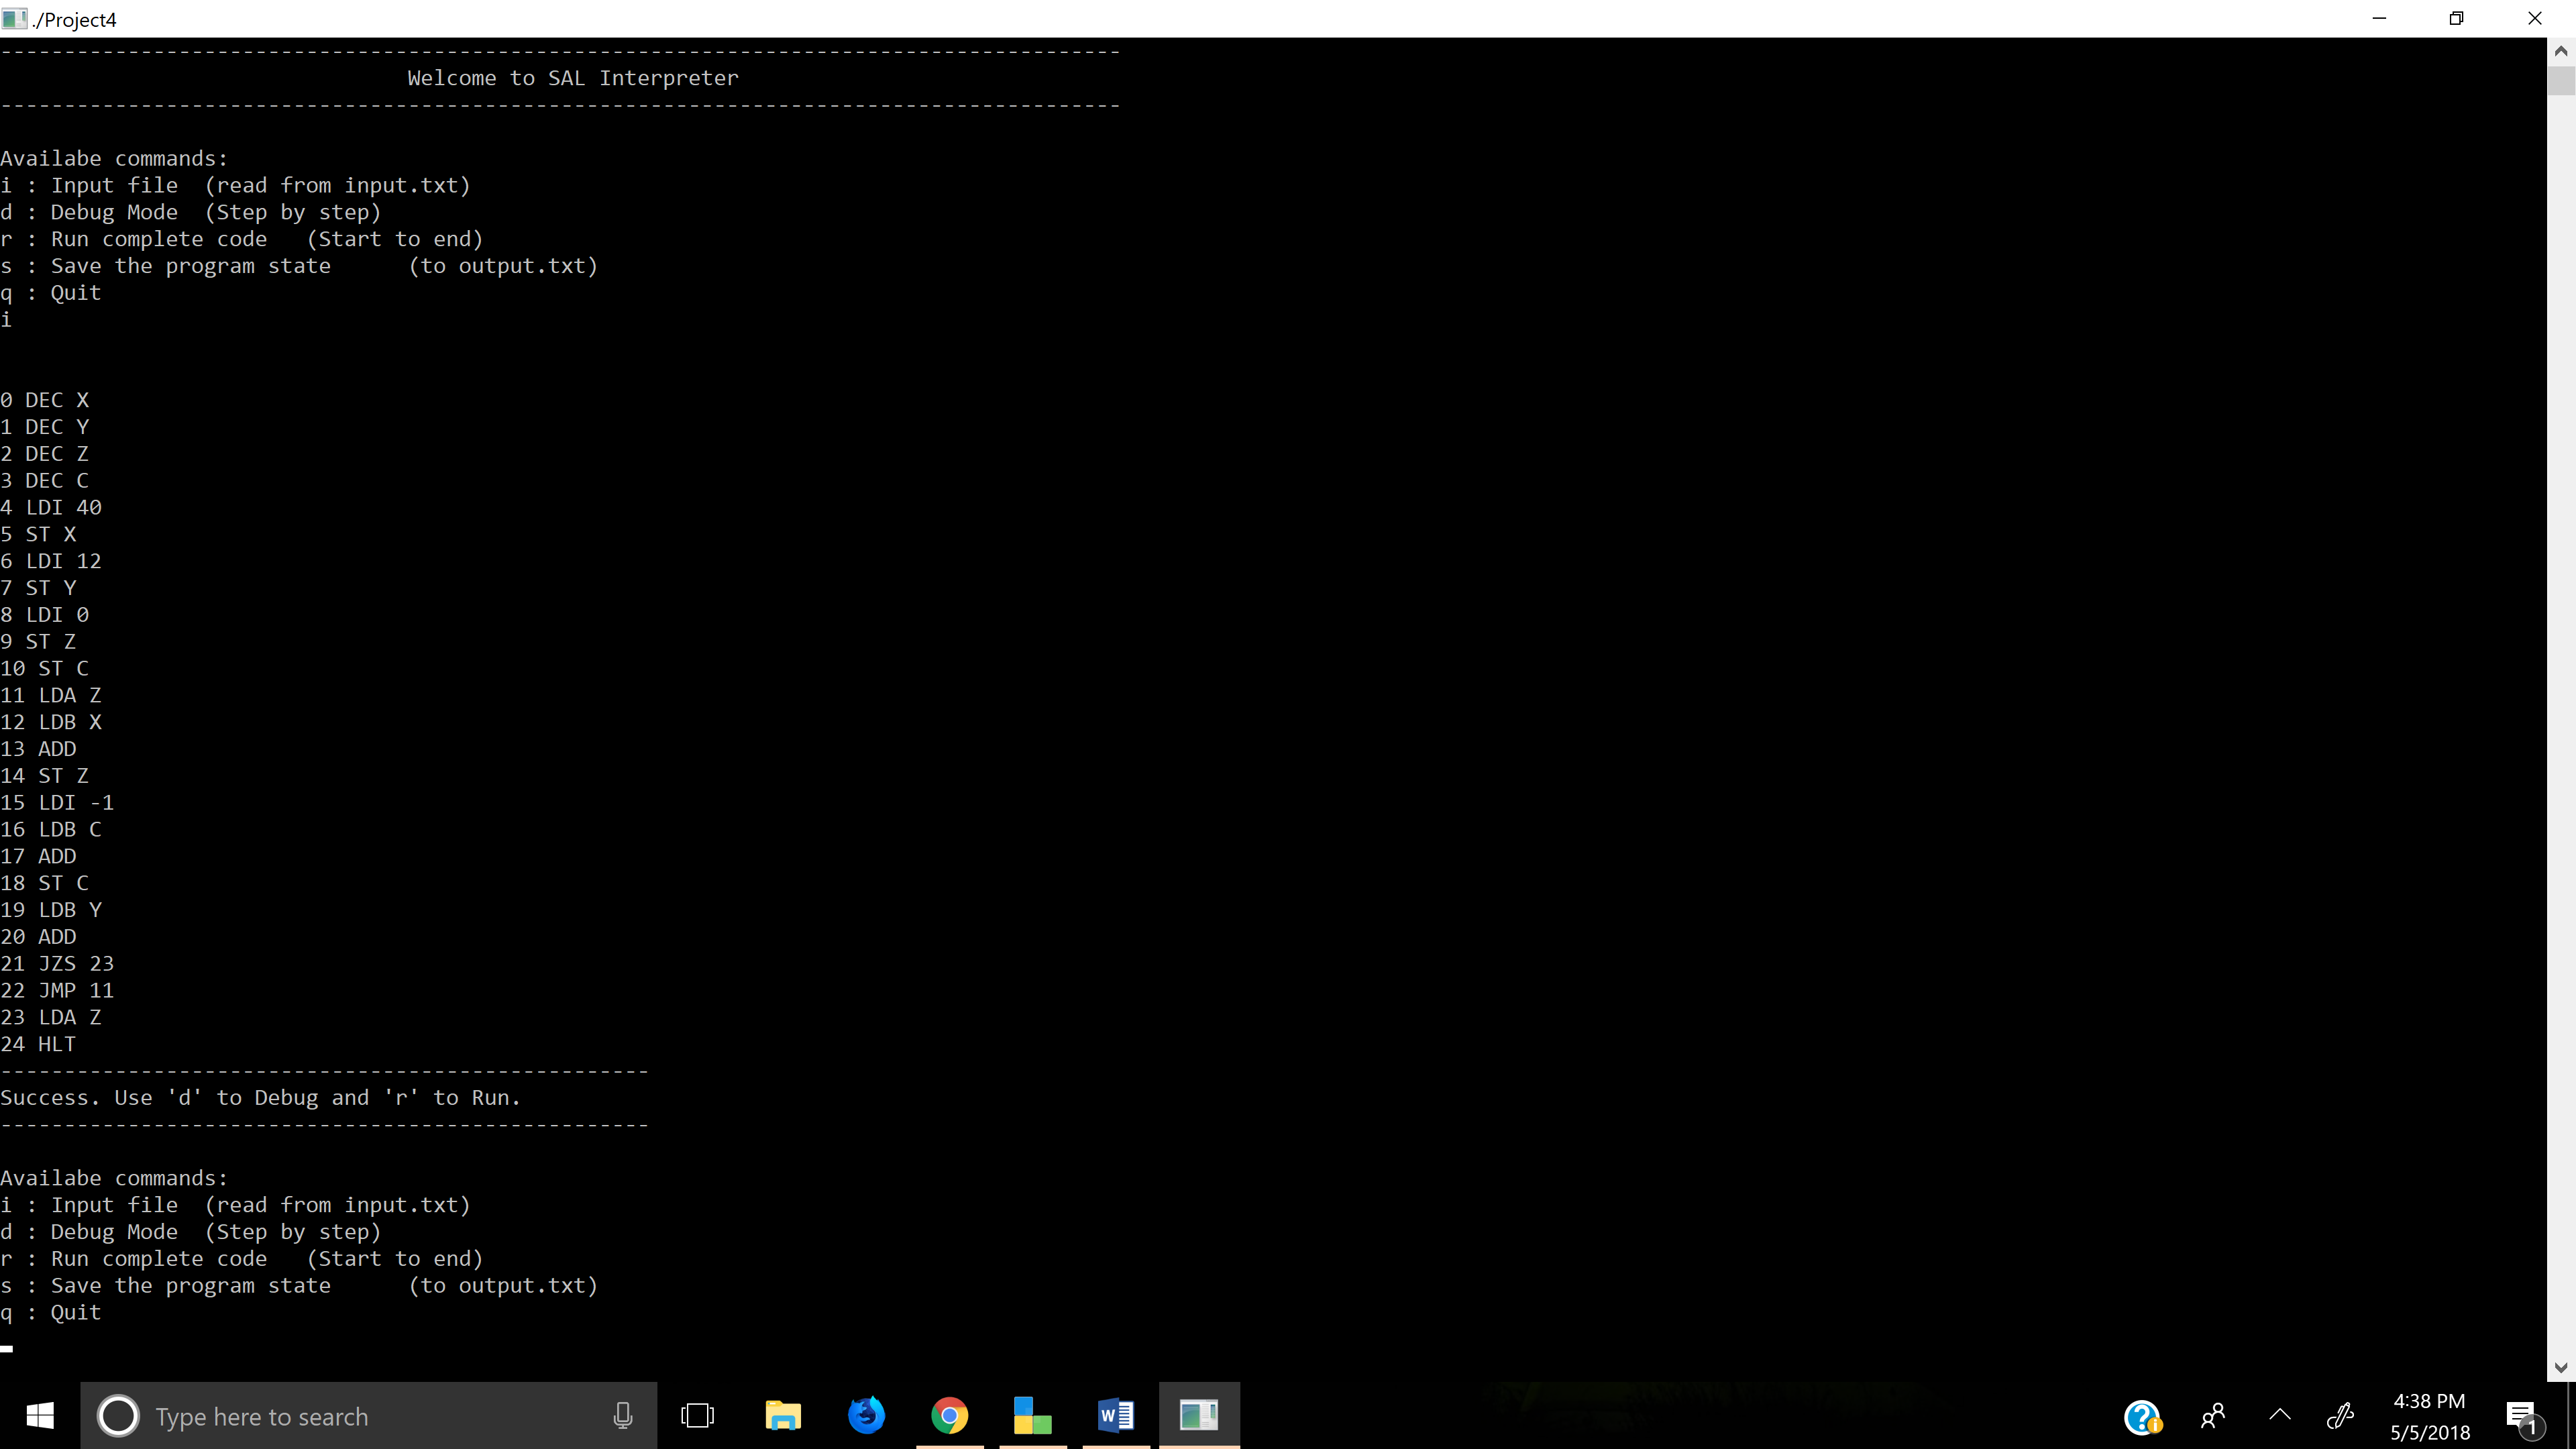 ./Project4
----------------------------------------------------------------------------------------
Welcome to SAL Interpreter
----------------------------------------------------------------------------------------
Availabe commands:
i : Input file  (read from input.txt)
d : Debug Mode  (Step by step)
r : Run complete code   (Start to end)
s : Save the program state      (to output.txt)
q : Quit
i
0 DEC X
1 DEC Y
2 DEC Z
3 DEC C
4 LDI 40
5 ST X
6 LDI 12
7 ST Y
8 LDI 0
9 ST Z
10 ST C
11 LDA Z
12 LDB X
13 ADD
14 ST Z
15 LDI -1
16 LDB C
17 ADD
18 ST C
19 LDB Y
20 ADD
21 JZS 23
22 JMP 11
23 LDA Z
24 HLT
---------------------------------------------------
Success. Use 'd' to Debug and 'r' to Run.
---------------------------------------------------
Availabe commands:
i : Input file  (read from input.txt)
d : Debug Mode  (Step by step)
r : Run complete code   (Start to end)
s : Save the program state      (to output.txt)
q : Quit
Type here to search
4:38 PM
5/5/2018
1